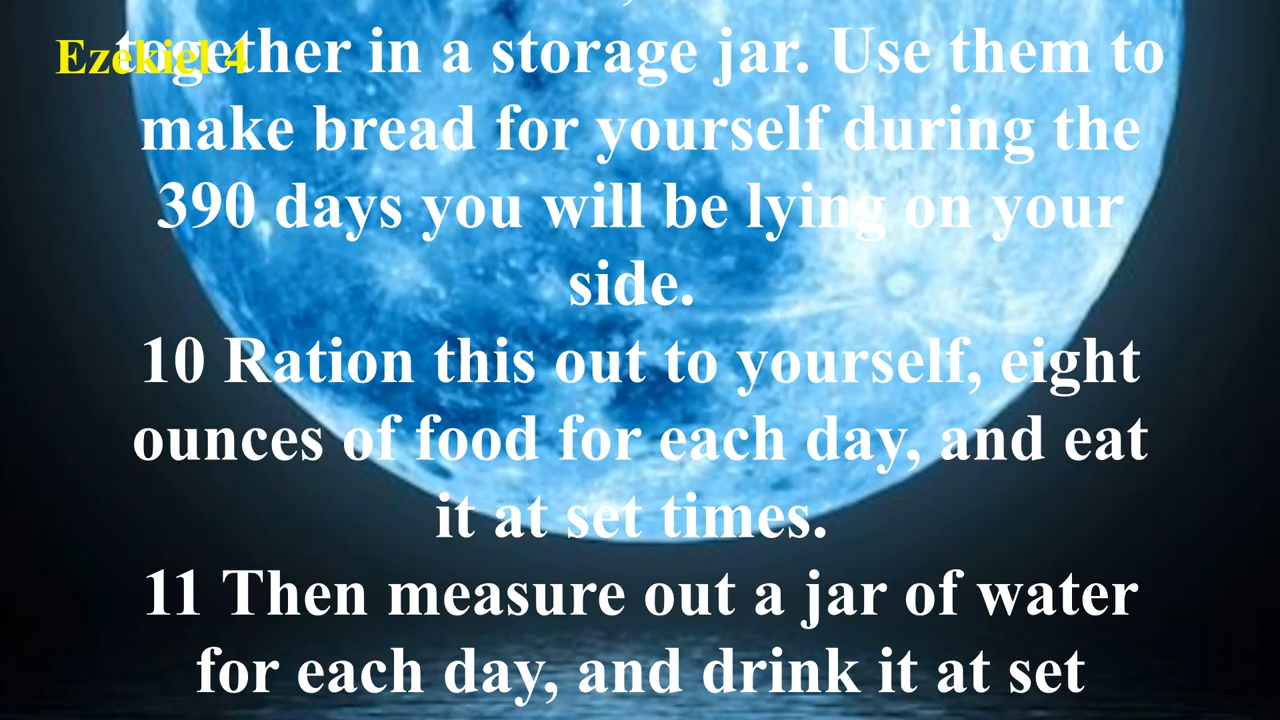 Ezekiel 4
together in a storage jar. Use them to
make bread for yourself during the
390 days you will be lying on your
side.
10 Ration this out to yourself, eight
ounces of food for each day, and eat
it at set times.
11 Then measure out a jar of water
for each day, and drink it at set